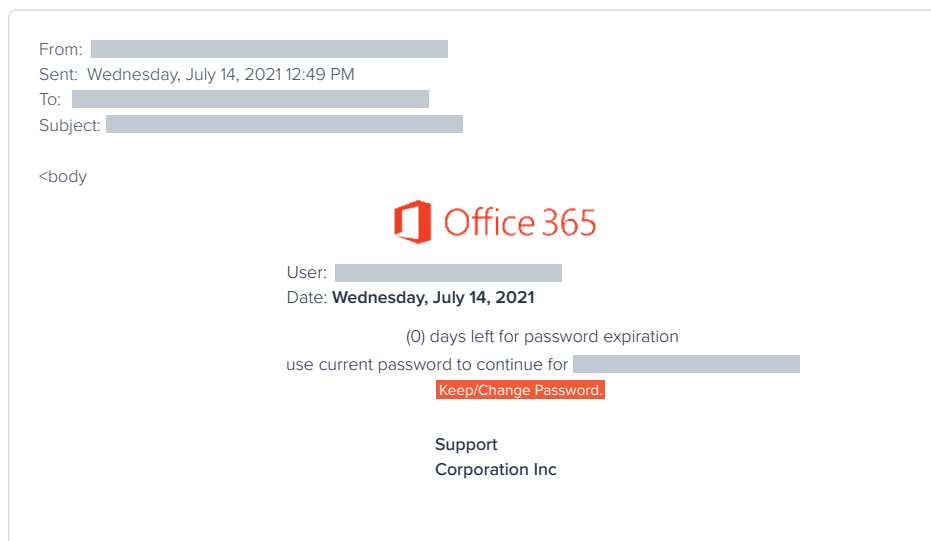 From:
Sent: Wednesday, July 14, 2021 12:49 PM
To:
Subject:
<body
Office 365
User:
Date: Wednesday, July 14, 2021
(0) days left for password expiration
use current password to continue for
Keep/Change Password.
Support
Corporation Inc